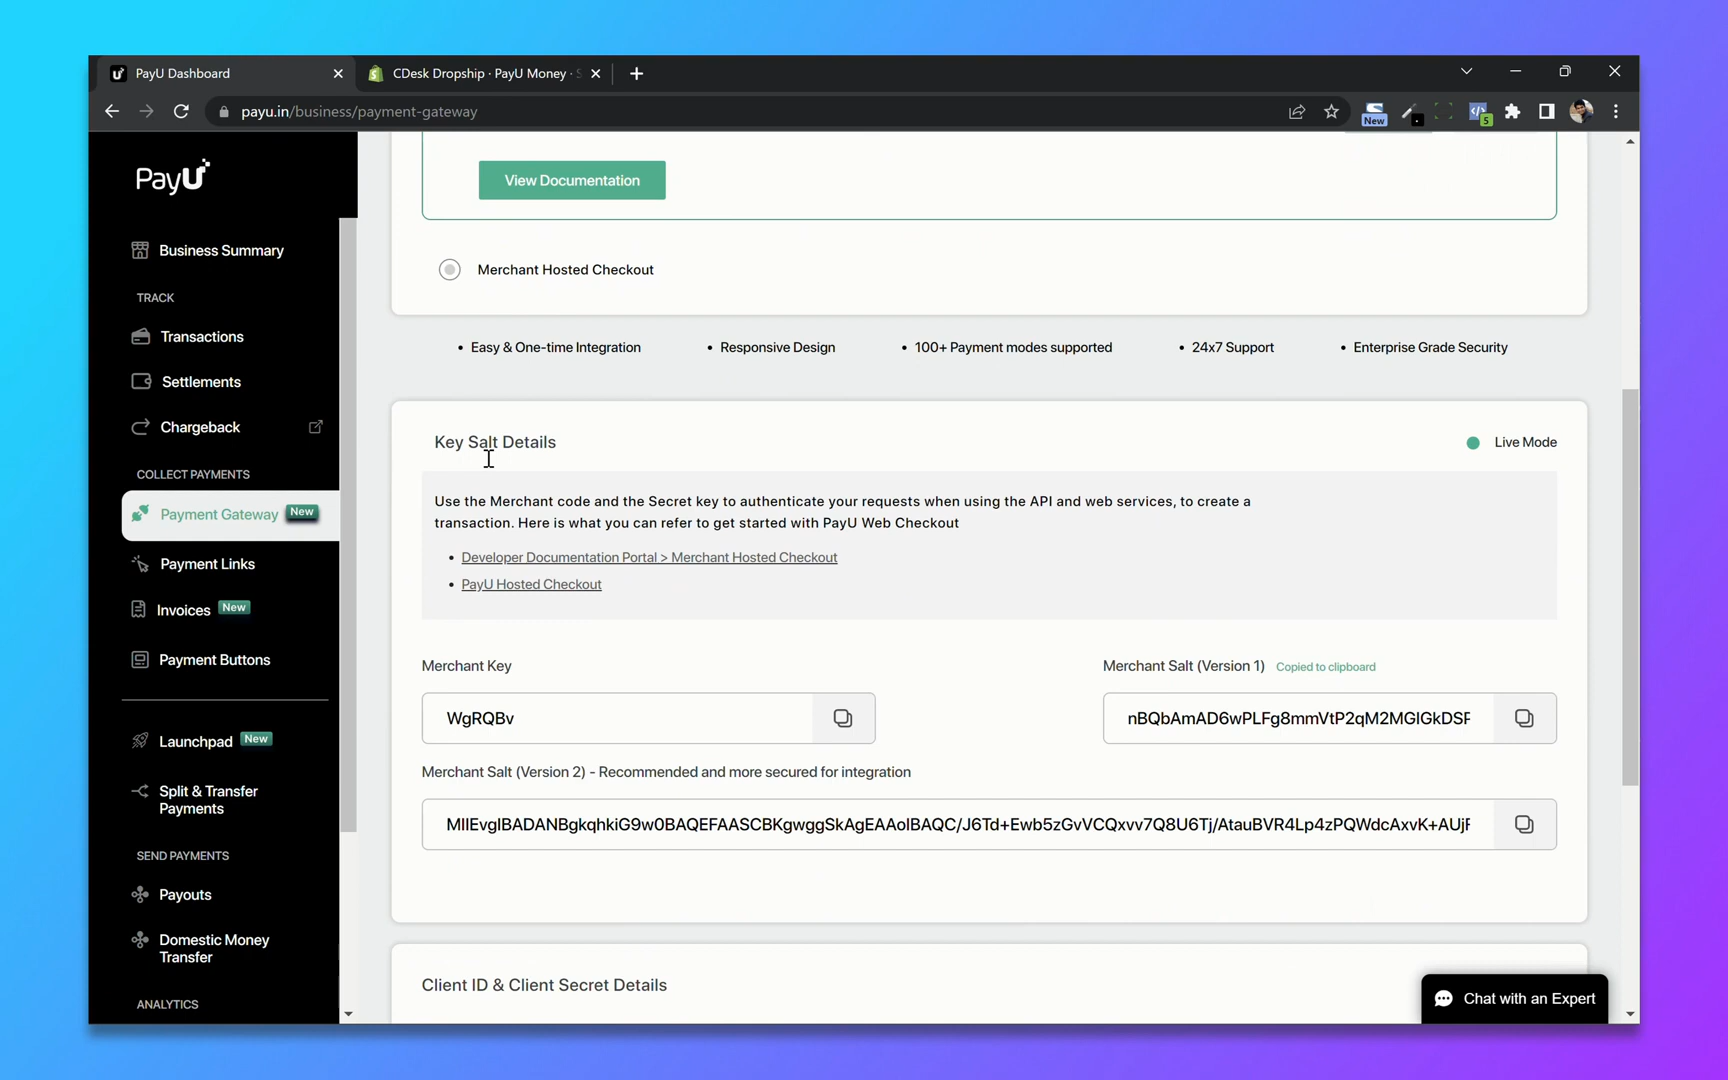 PayU Dashboard
CDesk Dropship · PayU Money · S
payu.in/business/payment-gateway
New
5
PayU
Business Summary
TRACK
Transactions
Settlements
Chargeback
COLLECT PAYMENTS
Payment Gateway New
Payment Links
Invoices New
Payment Buttons
Launchpad New
Split & Transfer
Payments
SEND PAYMENTS
Payouts
Domestic Money
Transfer
ANALYTICS
View Documentation
Merchant Hosted Checkout
• Easy & One-time Integration • Responsive Design • 100+ Payment modes supported • 24x7 Support • Enterprise Grade Security
Key Salt Details
Live Mode
Use the Merchant code and the Secret key to authenticate your requests when using the API and web services, to create a
transaction. Here is what you can refer to get started with PayU Web Checkout
• Developer Documentation Portal > Merchant Hosted Checkout
• PayU Hosted Checkout
Merchant Key
Merchant Salt (Version 1) Copied to clipboard
WgRQBv
nBQbAmAD6wPLFg8mmVtP2qM2MGlGkDSF
Merchant Salt (Version 2) - Recommended and more secured for integration
MIIEvgIBADANBgkqhkiG9w0BAQEFAASCBKgwggSkAgEAAoIBAQC/J6Td+Ewb5zGvVCQxvv7Q8U6Tj/AtauBVR4Lp4zPQWdcAxvK+AUjF
Client ID & Client Secret Details
Chat with an Expert